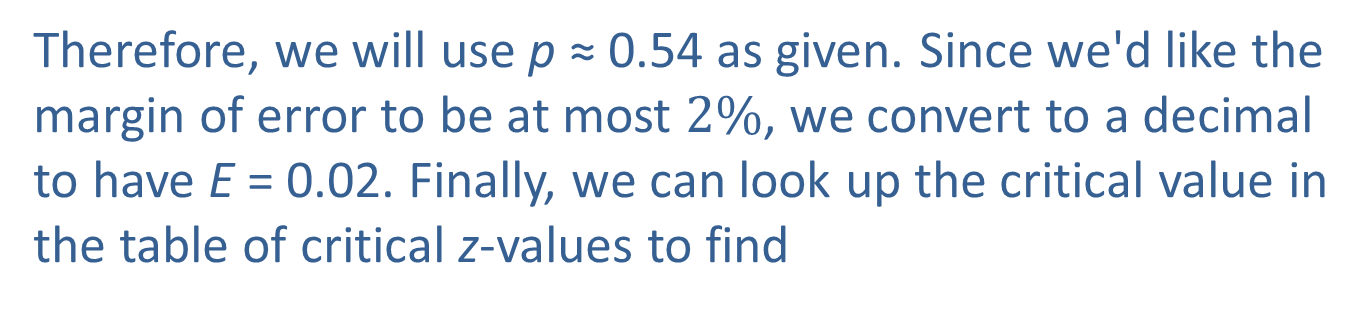 Therefore, we will use p ≈ 0.54 as given. Since we'd like the
margin of error to be at most 2%, we convert to a decimal
to have E = 0.02. Finally, we can look up the critical value in
the table of critical z-values to find